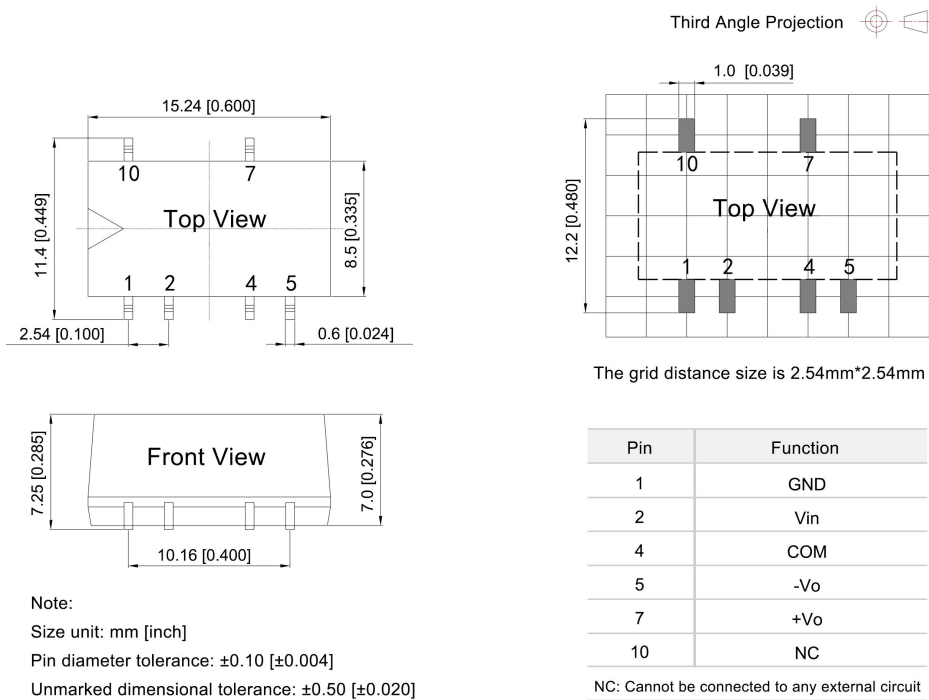 Third Angle Projection
15.24 [0.600]
10 7
Top View
1 2 4 5
11.4 [0.449]
8.5 [0.335]
2.54 [0.100]
0.6 [0.024]
1.0 [0.039]
10 7
Top View
1 2 4 5
12.2 [0.480]
The grid distance size is 2.54mm*2.54mm
Front View
7.25 [0.285]
7.0 [0.276]
10.16 [0.400]
Note:
Size unit: mm [inch]
Pin diameter tolerance: ±0.10 [±0.004]
Unmarked dimensional tolerance: ±0.50 [±0.020]
Pin Function
1 GND
2 Vin
4 COM
5 -Vo
7 +Vo
10 NC
NC: Cannot be connected to any external circuit